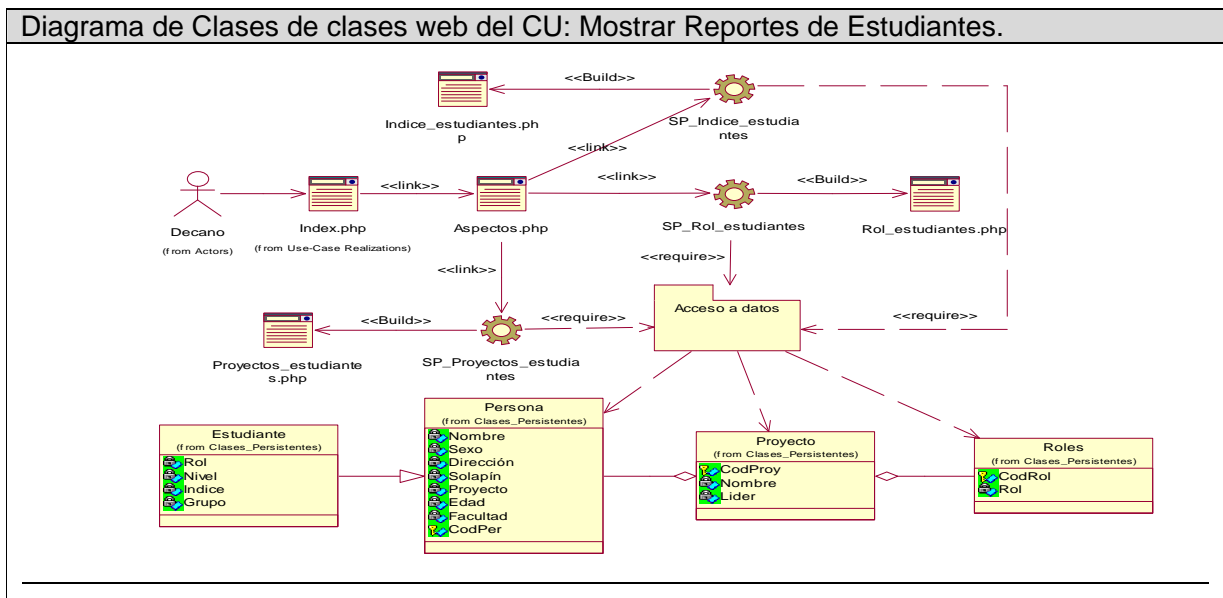 Diagrama de Clases de clases web del CU: Mostrar Reportes de Estudiantes.
<<Build>>
Indice_estudiantes.ph
p
SP_Indice_estudia
ntes
<<link>>
<<link>>
<<link>>
<<Build>>
Decano
(from Actors)
Index.php
(from Use-Case Realizations)
Aspectos.php
SP_Rol_estudiantes
Rol_estudiantes.php
<<link>>
<<require>>
Acceso a datos
<<Build>>
<<require>>
<<require>>
Proyectos_estudiante
s.php
SP_Proyectos_estudia
ntes
Estudiante
(from Clases_Persistentes)
Rol
Nivel
Indice
Grupo
Persona
(from Clases_Persistentes)
Nombre
Sexo
Dirección
Solapín
Proyecto
Edad
Facultad
CodPer
Proyecto
(from Clases_Persistentes)
CodProy
Nombre
Lider
Roles
(from Clases_Persistentes)
CodRol
Rol